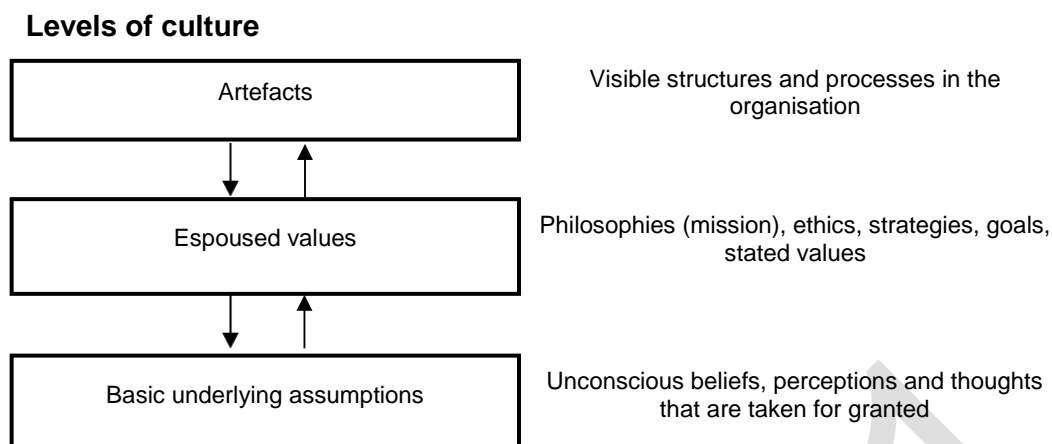 Levels of culture
Artefacts
Visible structures and processes in the
organisation
Espoused values
Philosophies (mission), ethics, strategies, goals,
stated values
Basic underlying assumptions
Unconscious beliefs, perceptions and thoughts
that are taken for granted